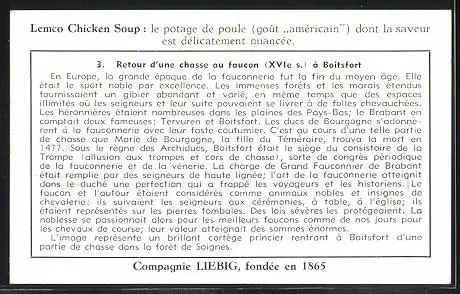 Lemco Chicken Soup : le potage de poule (goût „américain") dont la saveur
est délicatement nuancée.
3. Retour d'une chasse au faucon (XVIe s.) à Boitsfort
En Europe, la grande époque de la fauconnerie fut la fin du moyen âge. Elle
était le sport noble par excellence. Les immenses forêts et les marais étendus
fournissaient un gibier abondant et varié, en même temps que des espaces
illimités où les seigneurs et leur suite pouvaient se livrer à de folles chevauchées.
Les héronnières étaient nombreuses dans les plaines des Pays-Bas; le Brabant en
comptait deux fameuses: Tervuren et Boitsfort. Les ducs de Bourgogne s'adonnè-
rent à la fauconnerie avec leur faste coutumier. C'est au cours d'une telle partie
de chasse que Marie de Bourgogne, la fille du Téméraire, trouva la mort en
1477. Sous le règne des Archiducs, Boitsfort était le siège du consistoire de la
Trompe (allusion aux trompes et cors de chasse), sorte de congrès périodique
de la fauconnerie et de la vénerie. La charge de Grand Fauconnier de Brabant
était remplie par des seigneurs de haute lignée; l'art de la fauconnerie atteignit
dans le duché une perfection qui a frappé les voyageurs et les historiens. Le
faucon et l'autour étaient considérés comme animaux nobles et insignes de
chevalerie: ils suivaient les seigneurs aux cérémonies, à table, à l'église; ils
étaient représentés sur les pierres tombales. Des lois sévères les protégeaient. La
noblesse se passionnait alors pour les meilleurs faucons comme de nos jours pour
les chevaux de course; leur valeur atteignait des sommes énormes.
L'image représente un brillant cortège princier rentrant à Boitsfort d'une
partie de chasse dans la forêt de Soignes.
Compagnie LIEBIG, fondée en 1865